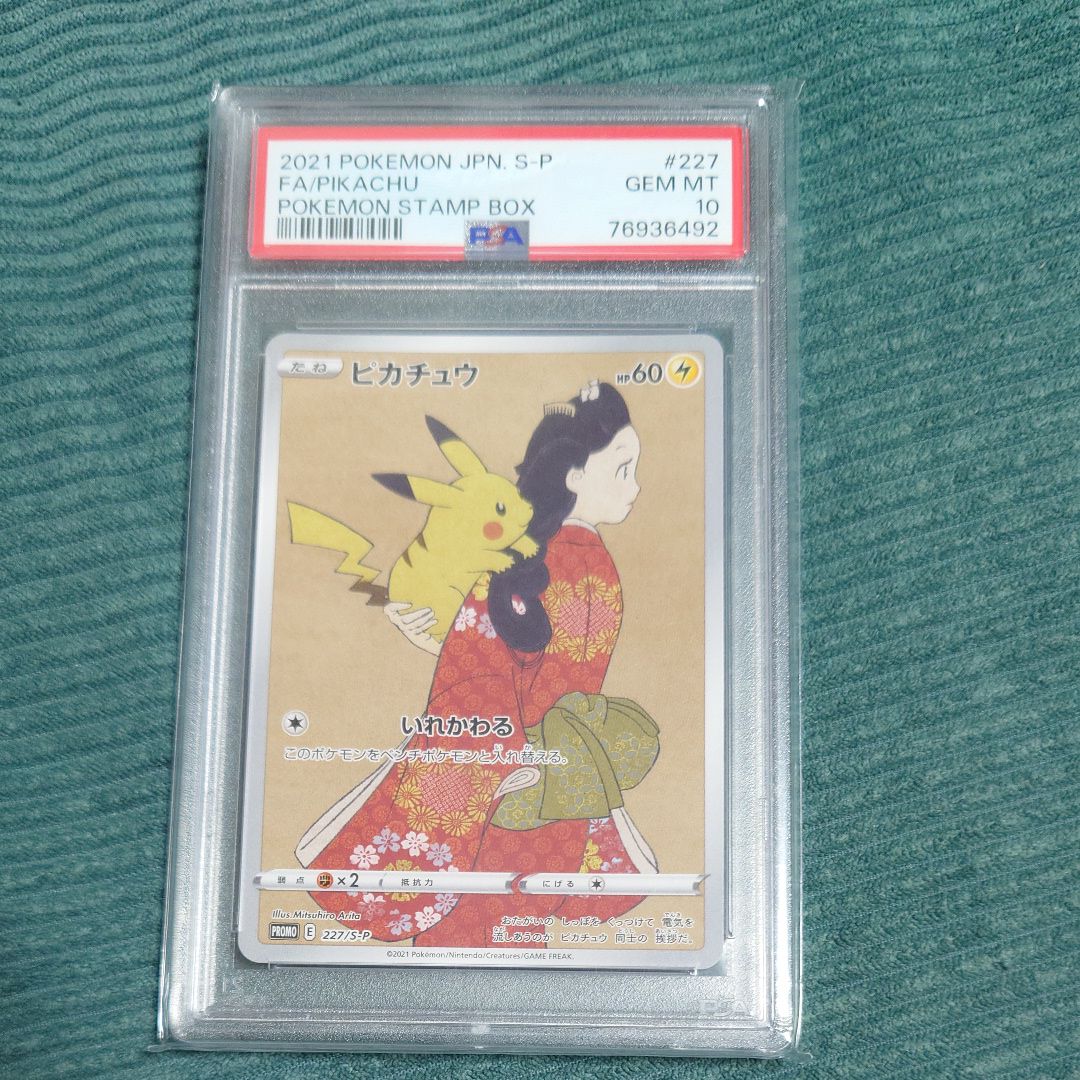 2021 POKEMON JPN. S-P #227
FA/PIKACHU GEM MT
POKEMON STAMP BOX 10
PSA 76936492
たね ピカチュウ HP60
いれかわる
このポケモンをベンチポケモンと入れ替える。
弱点 ×2 抵抗力 にげる
Illus. Mitsuhiro Arita
PROMO E 227/S-P
おたがいの しっぽを くっつけて 電気を
流しあうのが ピカチュウ 同士の 挨拶だ。
©2021 Pokémon/Nintendo/Creatures/GAME FREAK.